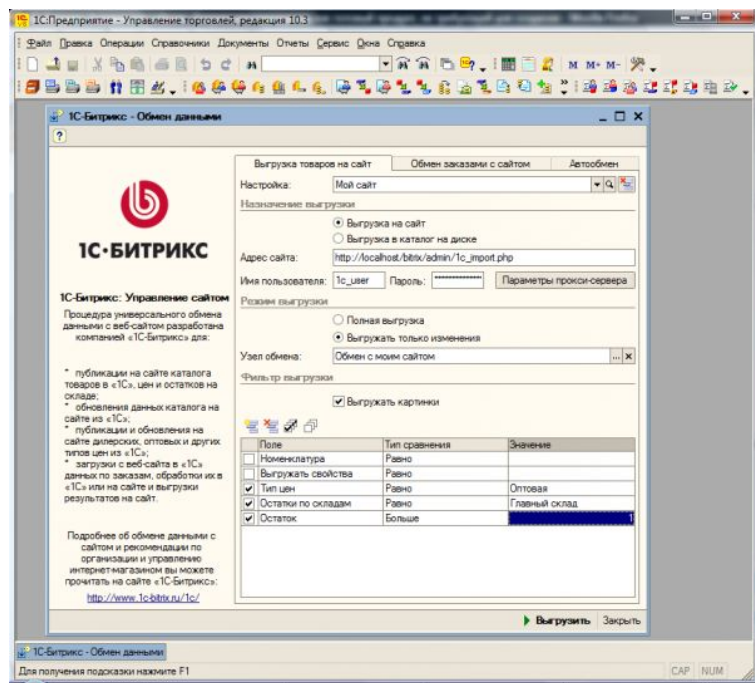 1С:Предприятие - Управление торговлей, редакция 10.3
Файл Правка Операции Справочники Документы Отчеты Сервис Окна Справка
M M+ M-
1С-Битрикс - Обмен данными
?
Выгрузка товаров на сайт Обмен заказами с сайтом Автообмен
Настройка: Мой сайт
Назначение выгрузки
Выгрузка на сайт
Выгрузка в каталог на диске
Адрес сайта: http://localhost/bitrix/admin/1c_import.php
Имя пользователя: 1c_user Пароль: *************** Параметры прокси-сервера
Режим выгрузки
Полная выгрузка
Выгружать только изменения
Узел обмена: Обмен с моим сайтом ...
Фильтр выгрузки
Выгружать картинки
Поле Тип сравнения Значение
Номенклатура Равно
Выгружать свойства Равно
Тип цен Равно Оптовая
Остатки по складам Равно Главный склад
Остаток Больше 1
1С·БИТРИКС
1С-Битрикс: Управление сайтом
Процедура универсального обмена
данными с веб-сайтом разработана
компанией «1С-Битрикс» для:
* публикации на сайте каталога
товаров в «1С», цен и остатков на
складе;
* обновления данных каталога на
сайте из «1С»;
* публикации и обновления на
сайте дилерских, оптовых и других
типов цен из «1С»;
* загрузки с веб-сайта в «1С»
данных по заказам, обработки их в
«1С» или на сайте и выгрузки
результатов на сайт.
Подробнее об обмене данными с
сайтом и рекомендации по
организации и управлению
интернет-магазином вы можете
прочитать на сайте «1С-Битрикс»:
http://www.1c-bitrix.ru/1c/
Выгрузить Закрыть
1С-Битрикс - Обмен данными
Для получения подсказки нажмите F1 CAP NUM